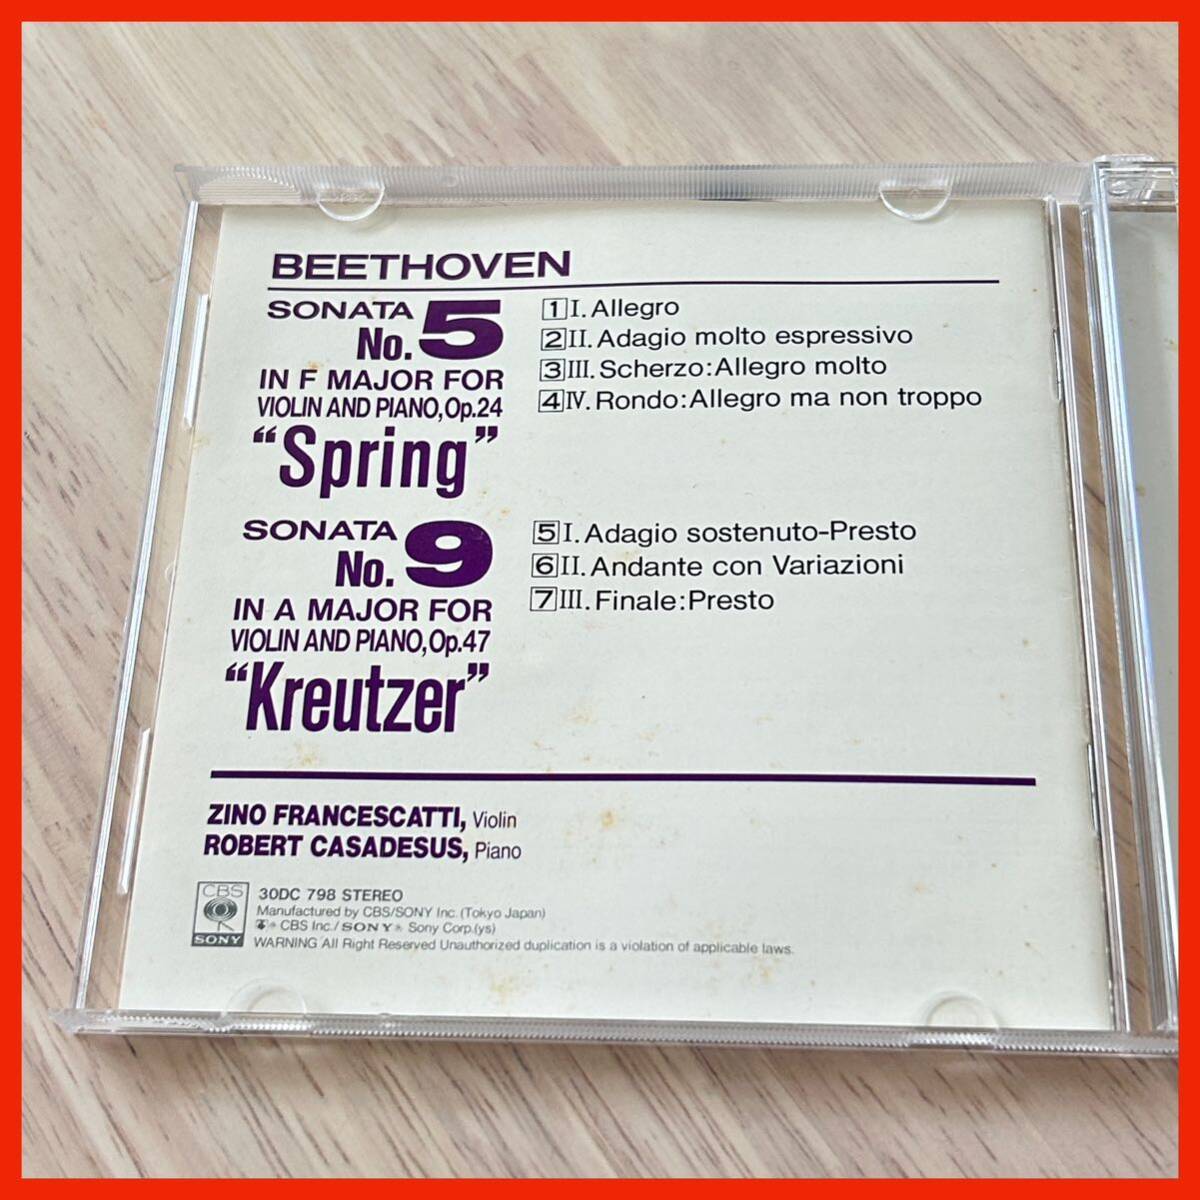 BEETHOVEN
SONATA No.5
IN F MAJOR FOR
VIOLIN AND PIANO,Op.24
“Spring”
1 I.Allegro
2 II.Adagio molto espressivo
3 III.Scherzo:Allegro molto
4 IV.Rondo:Allegro ma non troppo
SONATA No.9
IN A MAJOR FOR
VIOLIN AND PIANO,Op.47
“Kreutzer”
5 I.Adagio sostenuto-Presto
6 II.Andante con Variazioni
7 III.Finale:Presto
ZINO FRANCESCATTI, Violin
ROBERT CASADESUS, Piano
CBS
SONY
30DC 798 STEREO
Manufactured by CBS/SONY Inc.(Tokyo Japan)
CBS Inc./SONY Sony Corp.(ys)
WARNING All Right Reserved Unauthorized duplication is a violation of applicable laws.